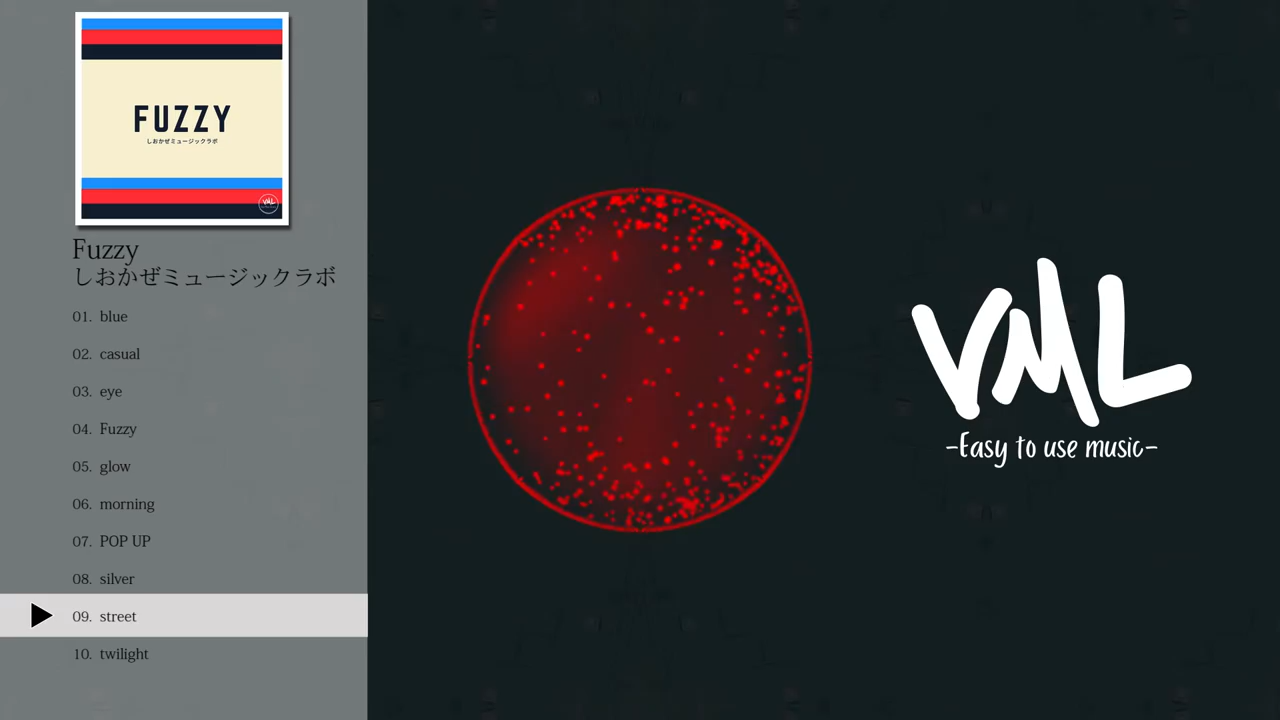 FUZZY
しおかぜミュージックラボ
VML
Fuzzy
しおかぜミュージックラボ
01. blue
02. casual
03. eye
04. Fuzzy
05. glow
06. morning
07. POP UP
08. silver
09. street
10. twilight
VML
-Easy to use music-